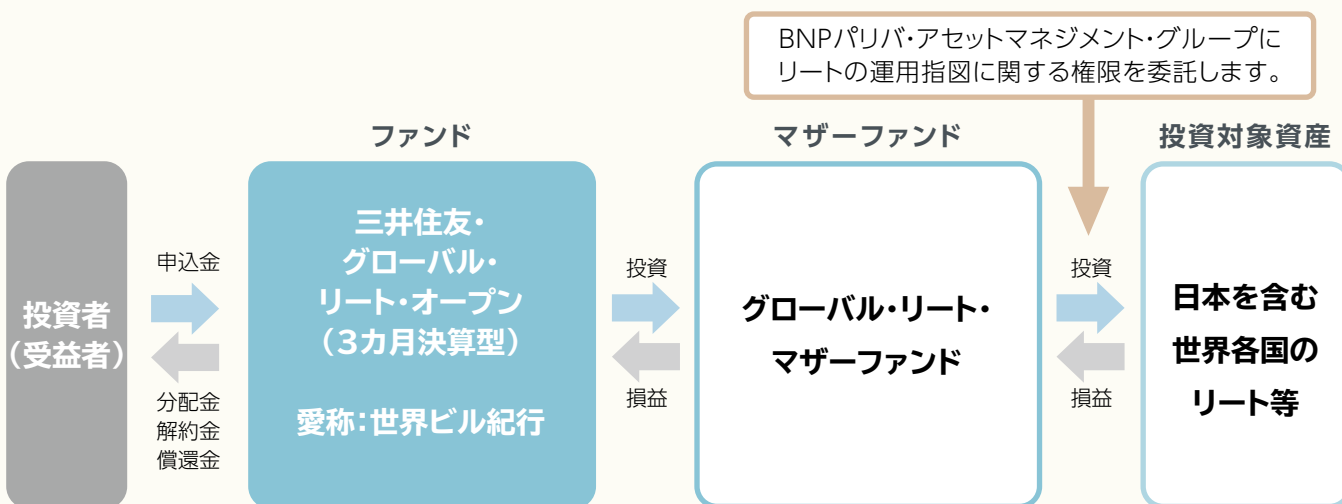 BNPパリバ・アセットマネジメント・グループに
リートの運用指図に関する権限を委託します。
ファンド
マザーファンド
投資対象資産
投資者
（受益者）
申込金
分配金
解約金
償還金
三井住友・
グローバル・
リート・オープン
（3カ月決算型）
愛称：世界ビル紀行
投資
損益
グローバル・リート・
マザーファンド
投資
損益
日本を含む
世界各国の
リート等